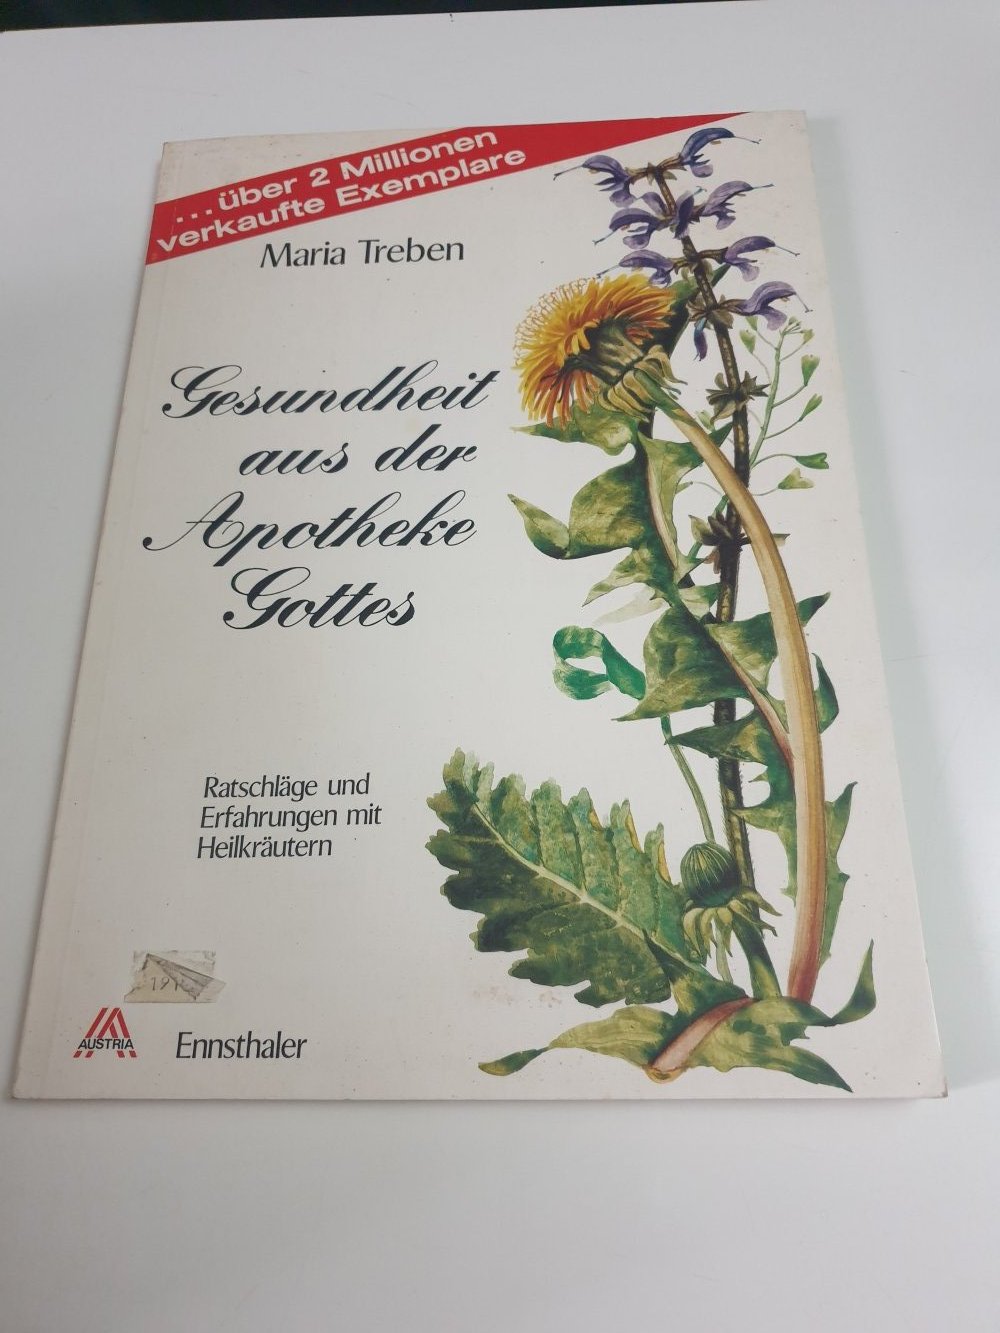 ...über 2 Millionen
verkaufte Exemplare
Maria Treben
Gesundheit
aus der
Apotheke
Gottes
Ratschläge und
Erfahrungen mit
Heilkräutern
AUSTRIA
Ennsthaler